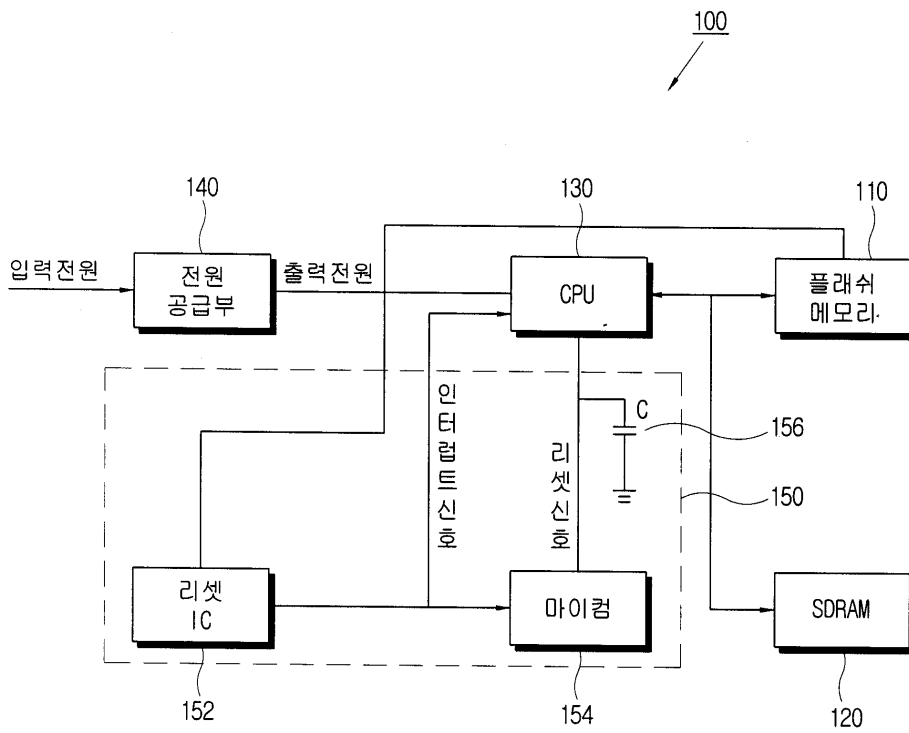 100
140
130
110
입력전원
전원
공급부
출력전원
CPU
플래쉬
메모리
인터럽트신호
리셋신호
C
156
150
리셋
IC
마이컴
SDRAM
152
154
120